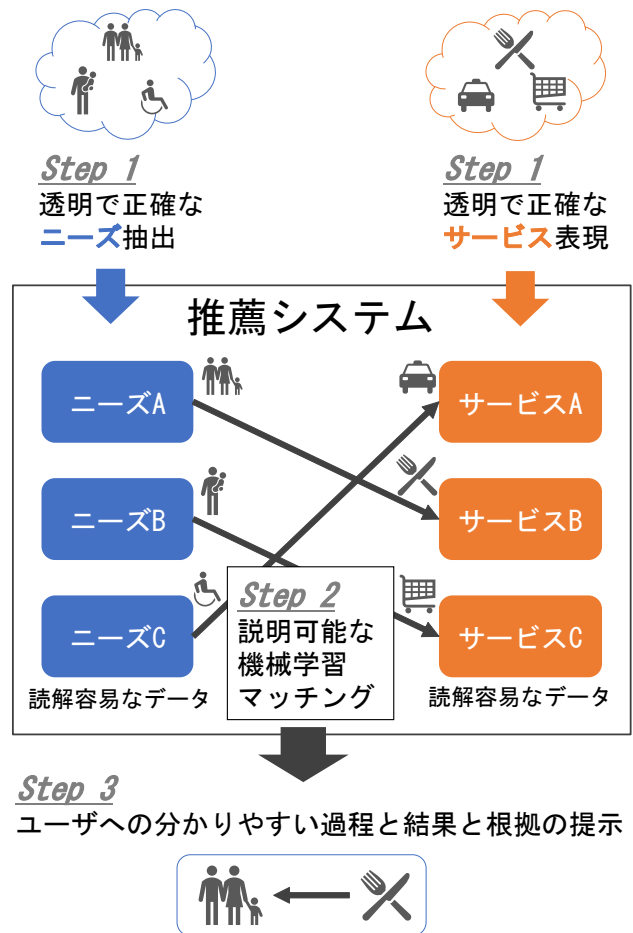 Step 1
透明で正確な
ニーズ抽出
Step 1
透明で正確な
サービス表現
推薦システム
ニーズA
サービスA
ニーズB
サービスB
ニーズC
サービスC
Step 2
説明可能な
機械学習
マッチング
読解容易なデータ
読解容易なデータ
Step 3
ユーザへの分かりやすい過程と結果と根拠の提示